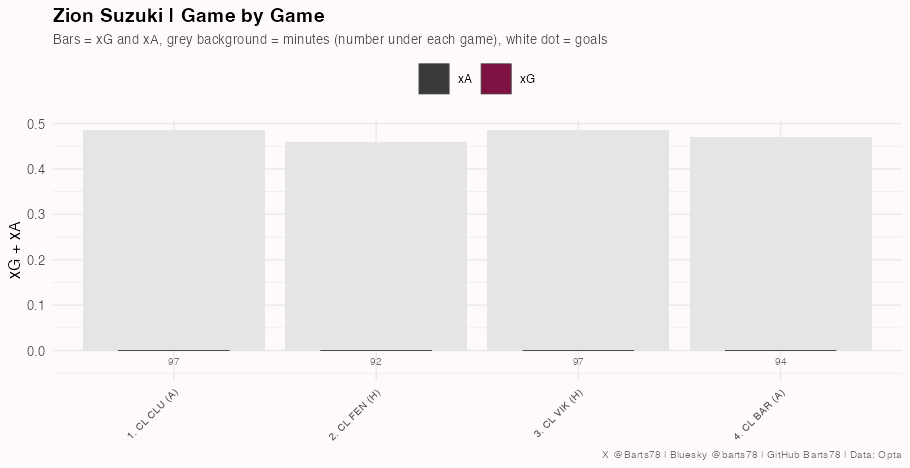 Zion Suzuki | Game by Game
Bars = xG and xA, grey background = minutes (number under each game), white dot = goals
xA
xG
xG + xA
0.5
0.4
0.3
0.2
0.1
0.0
97
92
97
94
1. CL CLU (A)
2. CL FEN (H)
3. CL VIK (H)
4. CL BAR (A)
X @Barts78 | Bluesky @barts78 | GitHub Barts78 | Data: Opta